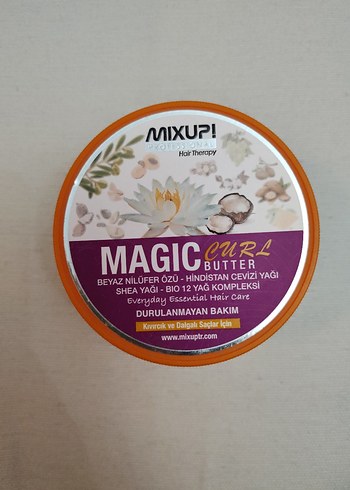 MIXUP!
Hair Therapy
MAGIC CURL BUTTER
BEYAZ NİLÜFER ÖZÜ - HİNDİSTAN CEVİZİ YAĞI
SHEA YAĞI - BIO 12 YAĞ KOMPLEKSİ
Everyday Essential Hair Care
DURULANMAYAN BAKIM
Kıvırcık ve Dalgalı Saçlar İçin
www.mixuptr.com